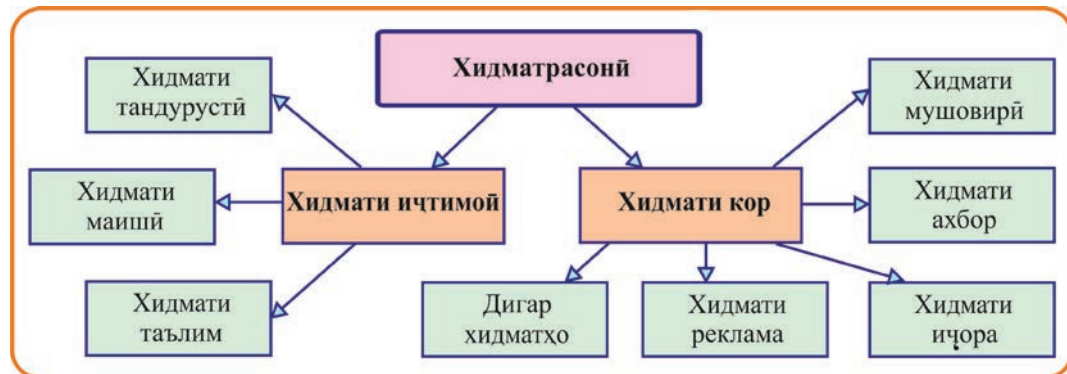 Хидматрасонӣ
Хидмати
тандурустӣ
Хидмати
мушовирӣ
Хидмати
маишӣ
Хидмати иҷтимоӣ
Хидмати кор
Хидмати
ахбор
Хидмати
таълим
Дигар
хидматҳо
Хидмати
реклама
Хидмати
иҷора